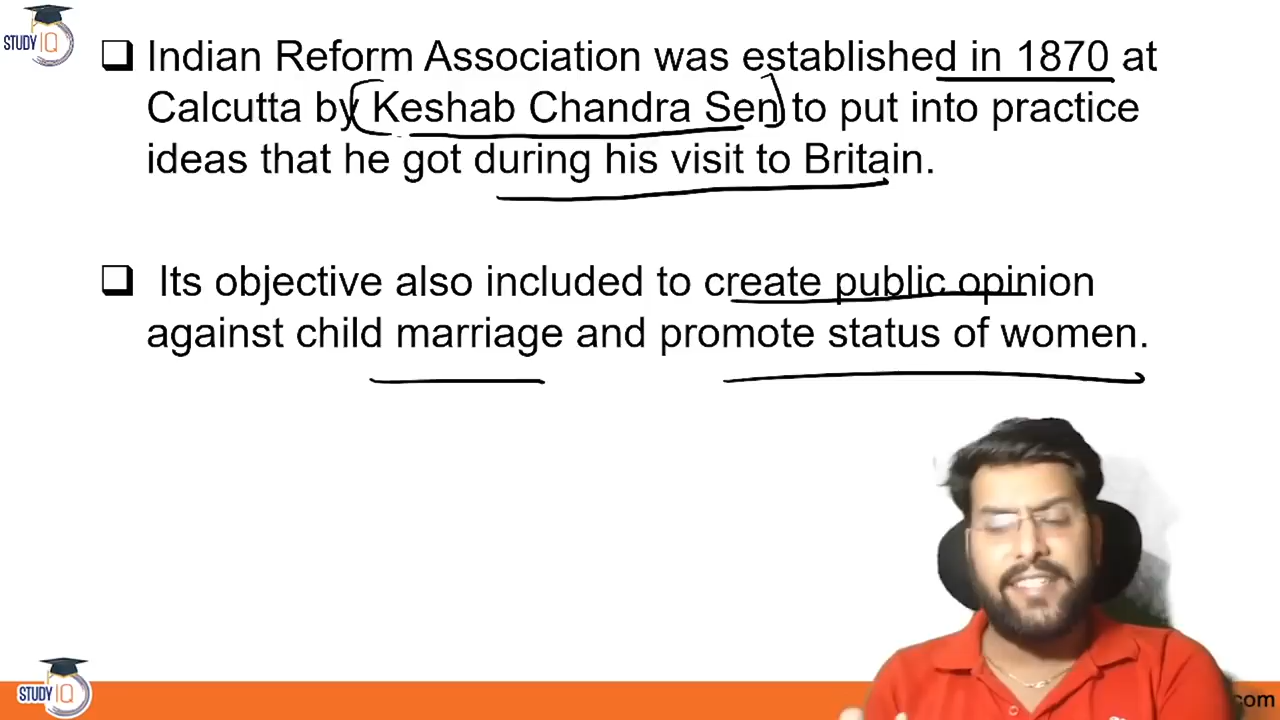 STUDY IQ
❑ Indian Reform Association was established in 1870 at
Calcutta by Keshab Chandra Sen to put into practice
ideas that he got during his visit to Britain.
❑ Its objective also included to create public opinion
against child marriage and promote status of women.
STUDY IQ
com